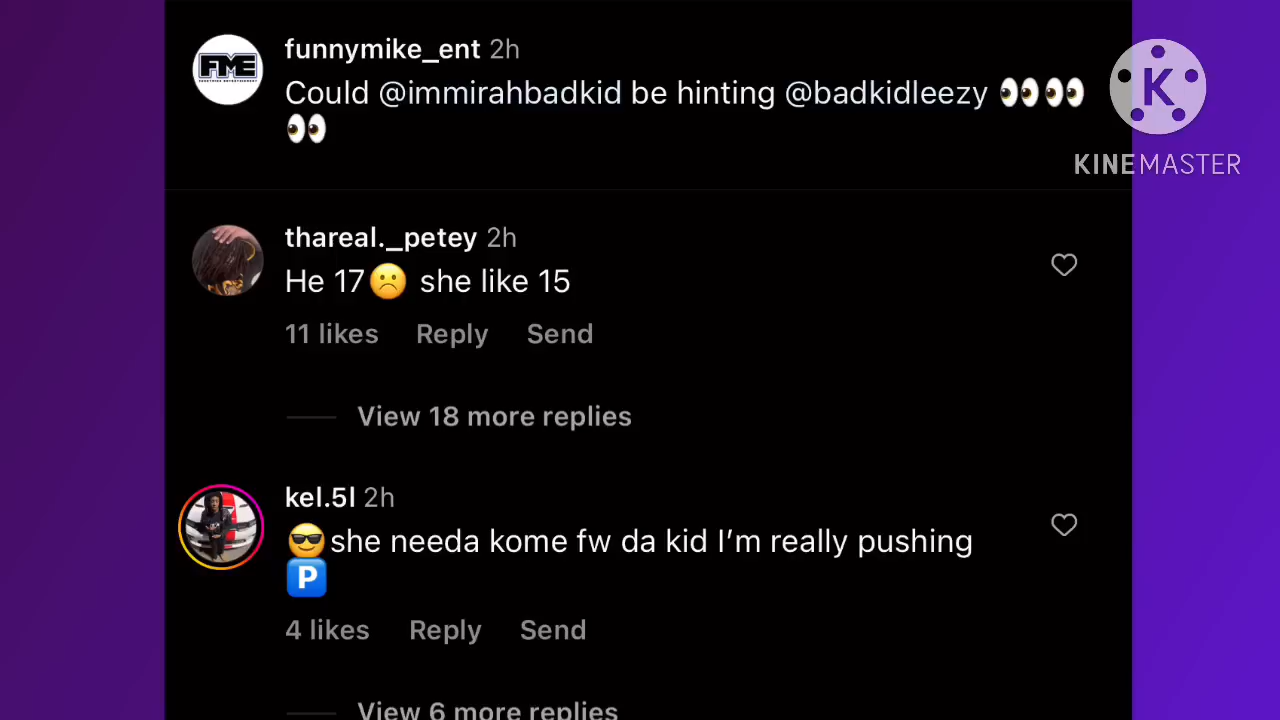 funnymike_ent 2h
FME
Could @immirahbadkid be hinting @badkidleezy 👀👀
👀
K
KINEMASTER
thareal._petey 2h
He 17☹️ she like 15
11 likes Reply Send
View 18 more replies
kel.5l 2h
😎she needa kome fw da kid I’m really pushing
🅿️
4 likes Reply Send
View 6 more replies